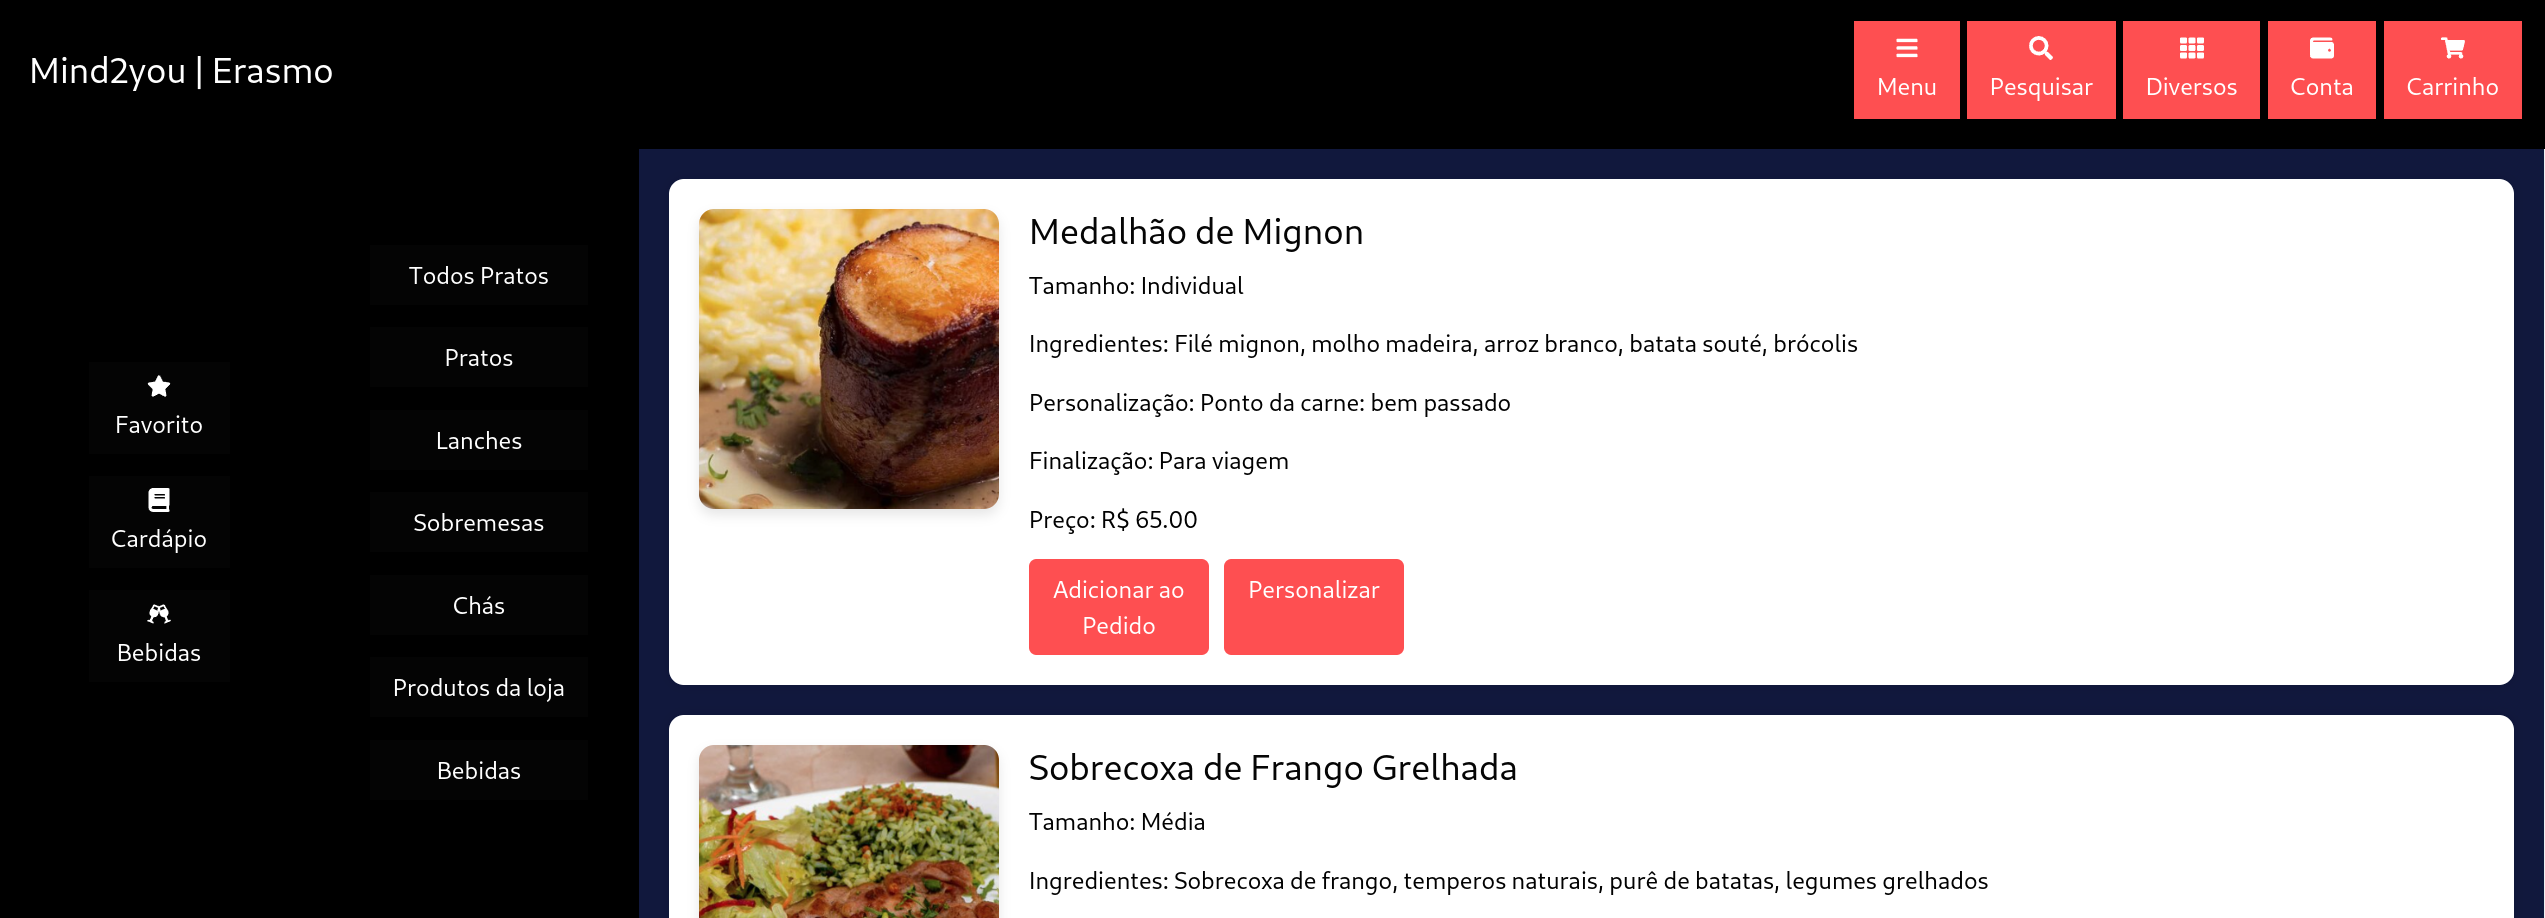 Mind2you | Erasmo
Menu
Pesquisar
Diversos
Conta
Carrinho
Favorito
Cardápio
Bebidas
Todos Pratos
Pratos
Lanches
Sobremesas
Chás
Produtos da loja
Bebidas
Medalhão de Mignon
Tamanho: Individual
Ingredientes: Filé mignon, molho madeira, arroz branco, batata souté, brócolis
Personalização: Ponto da carne: bem passado
Finalização: Para viagem
Preço: R$ 65.00
Adicionar ao
Pedido
Personalizar
Sobrecoxa de Frango Grelhada
Tamanho: Média
Ingredientes: Sobrecoxa de frango, temperos naturais, purê de batatas, legumes grelhados